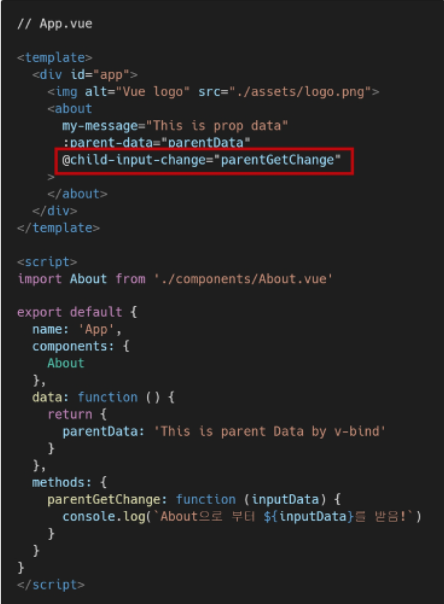 // App.vue
<template>
<div id="app">
<img alt="Vue logo" src="./assets/logo.png">
<about
my-message="This is prop data"
:parent-data="parentData"
@child-input-change="parentGetChange"
>
</about>
</div>
</template>
<script>
import About from './components/About.vue'
export default {
name: 'App',
components: {
About
},
data: function () {
return {
parentData: 'This is parent Data by v-bind'
}
},
methods: {
parentGetChange: function (inputData) {
console.log(`About으로 부터 ${inputData}를 받음!`)
}
}
}
</script>